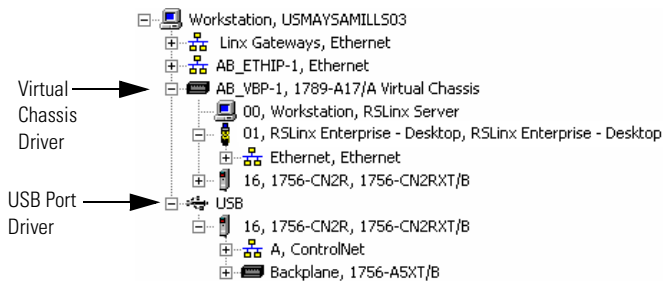 Workstation, USMAYSAMILLS03
Linx Gateways, Ethernet
AB_ETHIP-1, Ethernet
Virtual
Chassis
Driver
AB_VBP-1, 1789-A17/A Virtual Chassis
00, Workstation, RSLinx Server
01, RSLinx Enterprise - Desktop, RSLinx Enterprise - Desktop
Ethernet, Ethernet
16, 1756-CN2R, 1756-CN2RXT/B
USB Port
Driver
USB
16, 1756-CN2R, 1756-CN2RXT/B
A, ControlNet
Backplane, 1756-A5XT/B